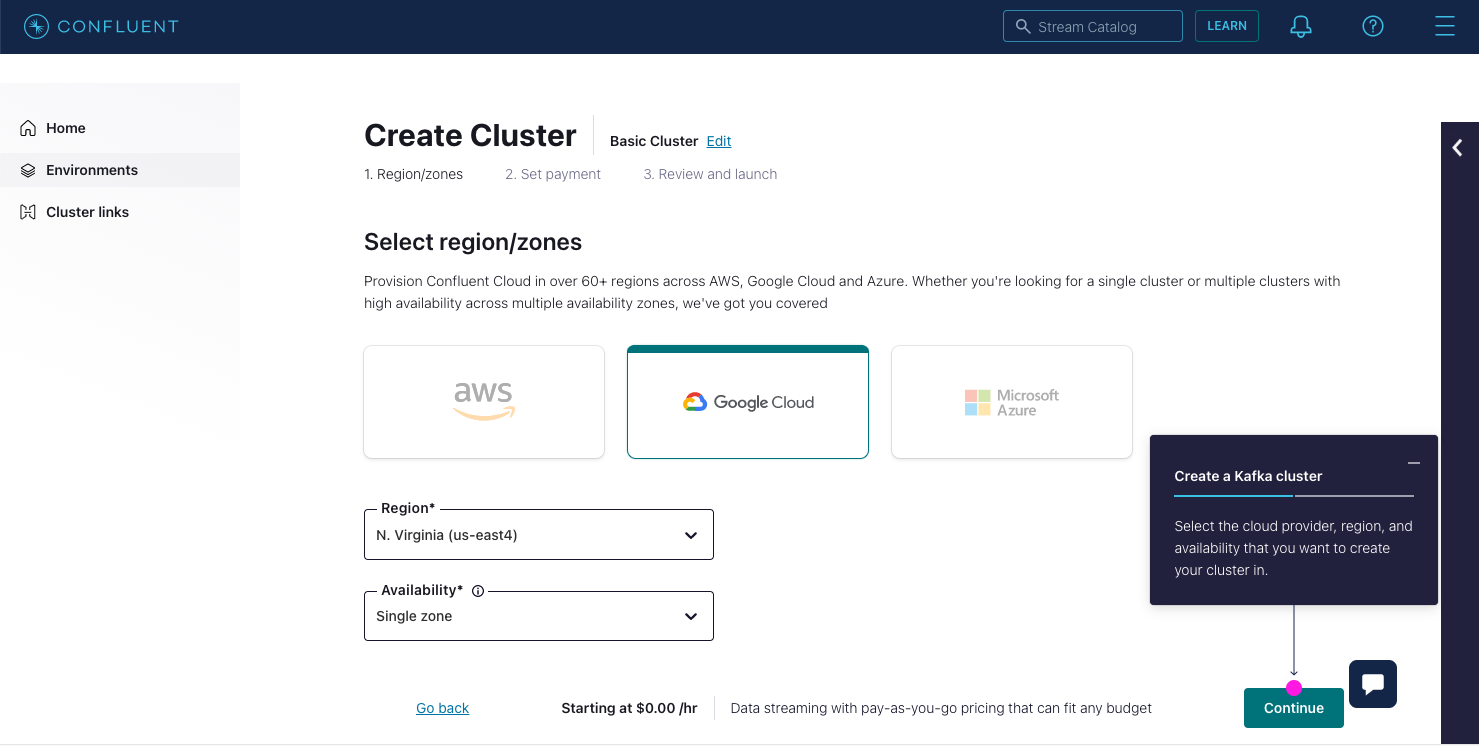 CONFLUENT
Stream Catalog
LEARN
Home
Environments
Cluster links
Create Cluster
Basic Cluster Edit
1. Region/zones 2. Set payment 3. Review and launch
Select region/zones
Provision Confluent Cloud in over 60+ regions across AWS, Google Cloud and Azure. Whether you're looking for a single cluster or multiple clusters with
high availability across multiple availability zones, we've got you covered
aws
Google Cloud
Microsoft
Azure
Region*
N. Virginia (us-east4)
Availability*
Single zone
Create a Kafka cluster
Select the cloud provider, region, and
availability that you want to create
your cluster in.
Go back
Starting at $0.00 /hr
Data streaming with pay-as-you-go pricing that can fit any budget
Continue